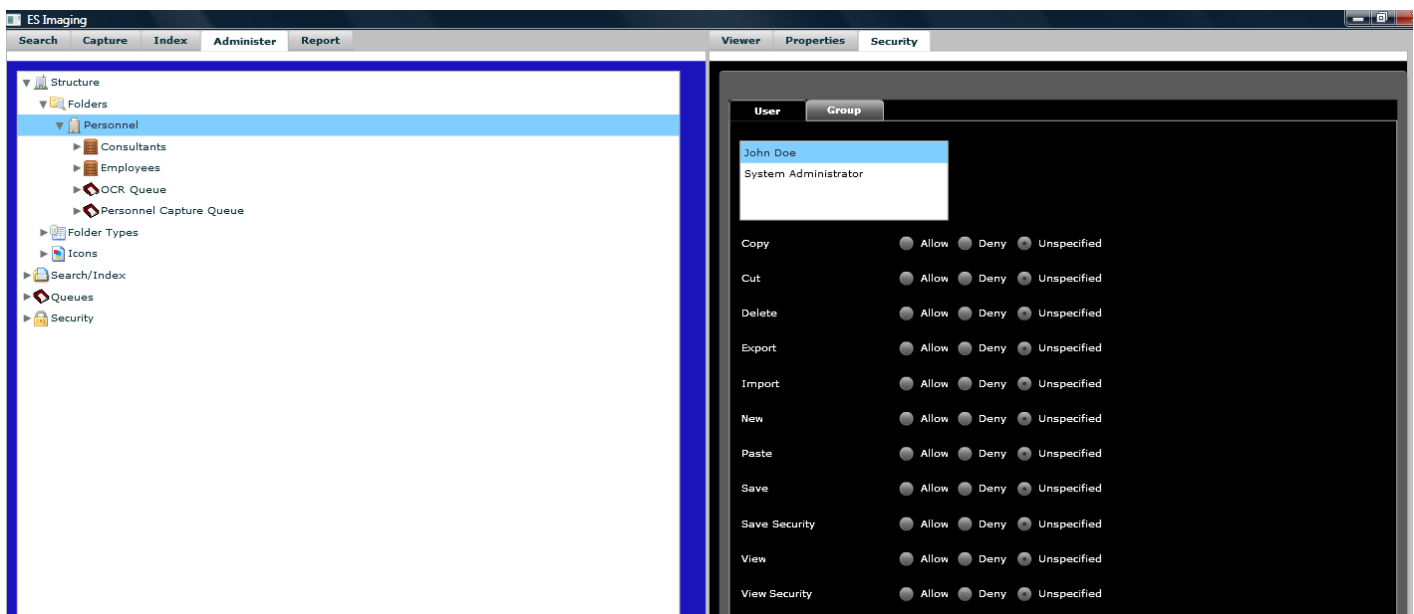 ES Imaging
Search Capture Index Administer Report
Viewer Properties Security
Structure
Folders
Personnel
Consultants
Employees
OCR Queue
Personnel Capture Queue
Folder Types
Icons
Search/Index
Queues
Security
User Group
John Doe
System Administrator
Copy Allow Deny Unspecified
Cut Allow Deny Unspecified
Delete Allow Deny Unspecified
Export Allow Deny Unspecified
Import Allow Deny Unspecified
New Allow Deny Unspecified
Paste Allow Deny Unspecified
Save Allow Deny Unspecified
Save Security Allow Deny Unspecified
View Allow Deny Unspecified
View Security Allow Deny Unspecified